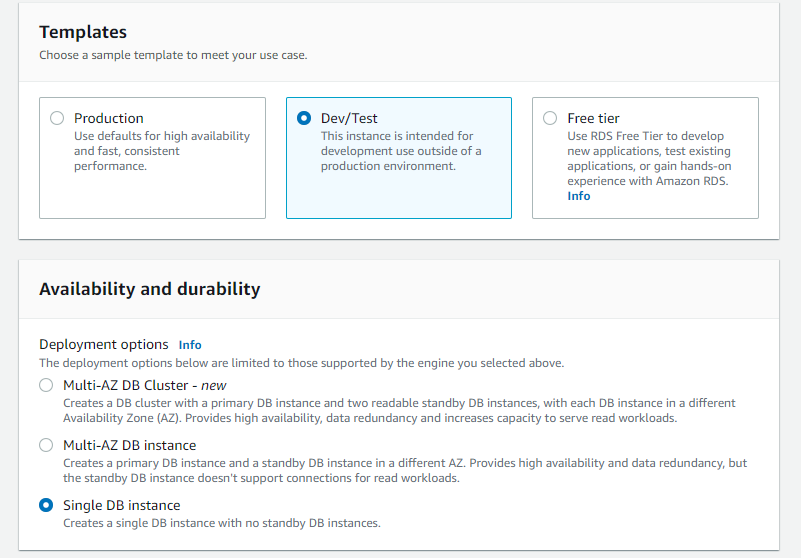 Templates
Choose a sample template to meet your use case.
Production
Use defaults for high availability
and fast, consistent
performance.
Dev/Test
This instance is intended for
development use outside of a
production environment.
Free tier
Use RDS Free Tier to develop
new applications, test existing
applications, or gain hands-on
experience with Amazon RDS.
Info
Availability and durability
Deployment options Info
The deployment options below are limited to those supported by the engine you selected above.
Multi-AZ DB Cluster - new
Creates a DB cluster with a primary DB instance and two readable standby DB instances, with each DB instance in a different
Availability Zone (AZ). Provides high availability, data redundancy and increases capacity to serve read workloads.
Multi-AZ DB instance
Creates a primary DB instance and a standby DB instance in a different AZ. Provides high availability and data redundancy, but
the standby DB instance doesn't support connections for read workloads.
Single DB instance
Creates a single DB instance with no standby DB instances.